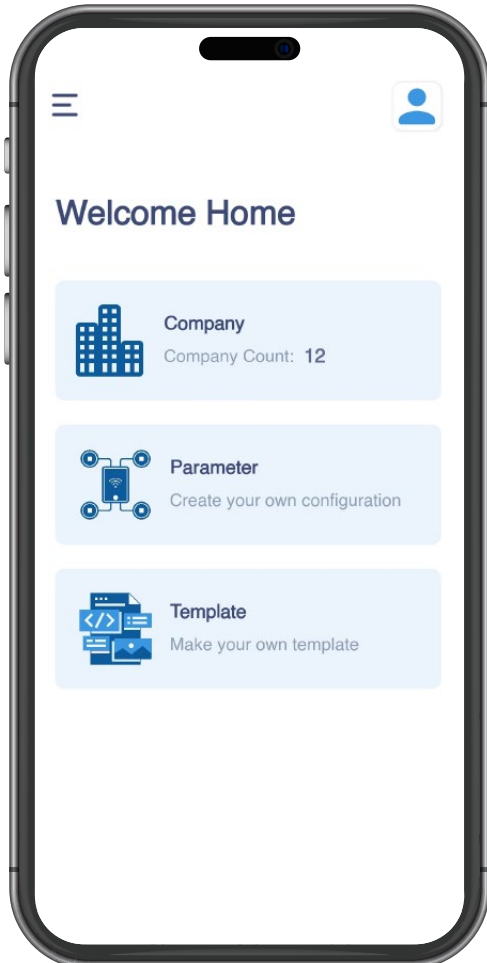 Welcome Home
Company
Company Count: 12
Parameter
Create your own configuration
</>
Template
Make your own template